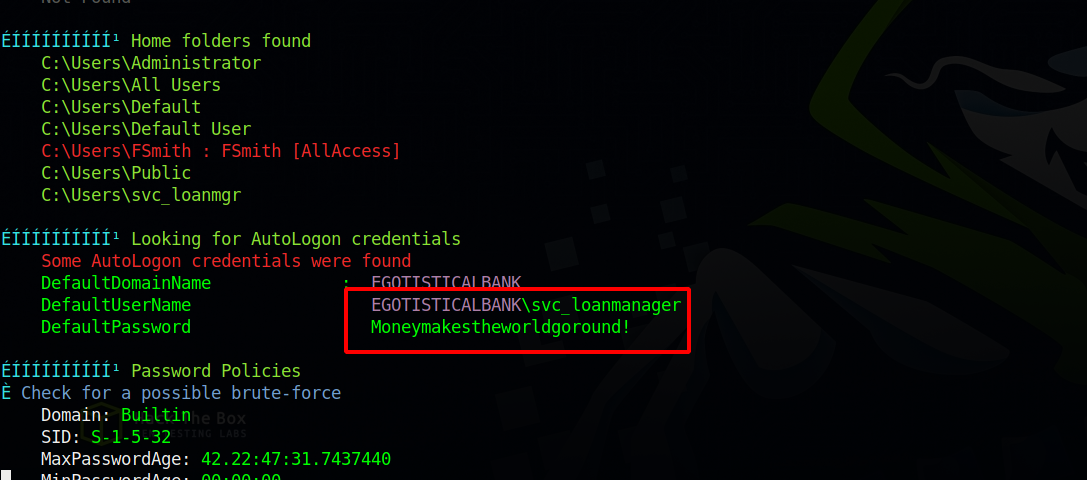 Not Found
ÉÍÍÍÍÍÍÍÍÍÍ¹ Home folders found
C:\Users\Administrator
C:\Users\All Users
C:\Users\Default
C:\Users\Default User
C:\Users\FSmith : FSmith [AllAccess]
C:\Users\Public
C:\Users\svc_loanmgr
ÉÍÍÍÍÍÍÍÍÍÍ¹ Looking for AutoLogon credentials
Some AutoLogon credentials were found
DefaultDomainName : EGOTISTICALBANK
DefaultUserName EGOTISTICALBANK\svc_loanmanager
DefaultPassword Moneymakestheworldgoround!
ÉÍÍÍÍÍÍÍÍÍÍ¹ Password Policies
È Check for a possible brute-force
Domain: Builtin
SID: S-1-5-32
MaxPasswordAge: 42.22:47:31.7437440
MinPasswordAge: 00:00:00